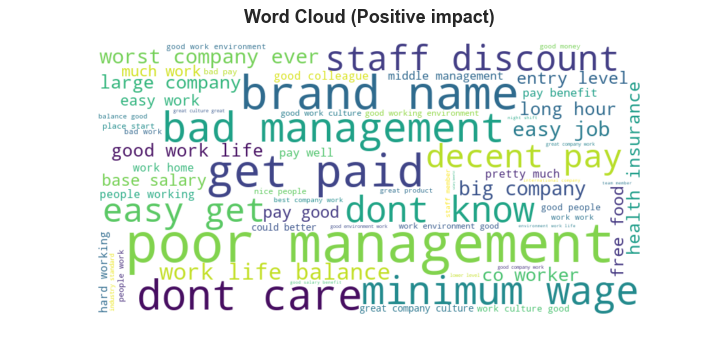 Word Cloud (Positive impact)
good work environment
good money
worst company ever
staff discount
much work
bad pay
good colleague
middle management
entry level
large company
brand name
pay benefit
health insurance
easy work
long hour
balance good
great culture great
good work culture
good working environment
place start
bad work
bad management
night shift
easy job
good work life
pay well
great company work
decent pay
work home
get paid
pretty much
base salary
people working
nice people
great product
staff member
big company
team member
free food
best company work
easy get
pay good
dont know
good people
work work
could better
good environment work
work environment good
environment work life
hard working
people work
poor management
good company work
work life balance
lower level
co worker
dont care
good salary benefit
minimum wage
great company culture
work culture good